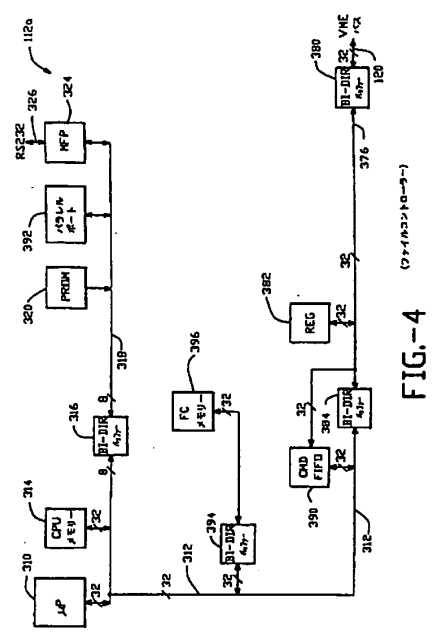 112a
RS232
326
324
MFP
392
パラレル
ポート
320
PROM
318
8
316
BI-DIR
バッファー
8
314
CPU
メモリー
32
310
μP
32
396
FC
メモリー
32
394
BI-DIR
バッファー
32
312
32
382
REG
32
32
376
380
BI-DIR
バッファー
32
VME
バス
120
32
CMD
FIFO
390
32
384
BI-DIR
バッファー
312
(ファイルコントローラー)
FIG.-4